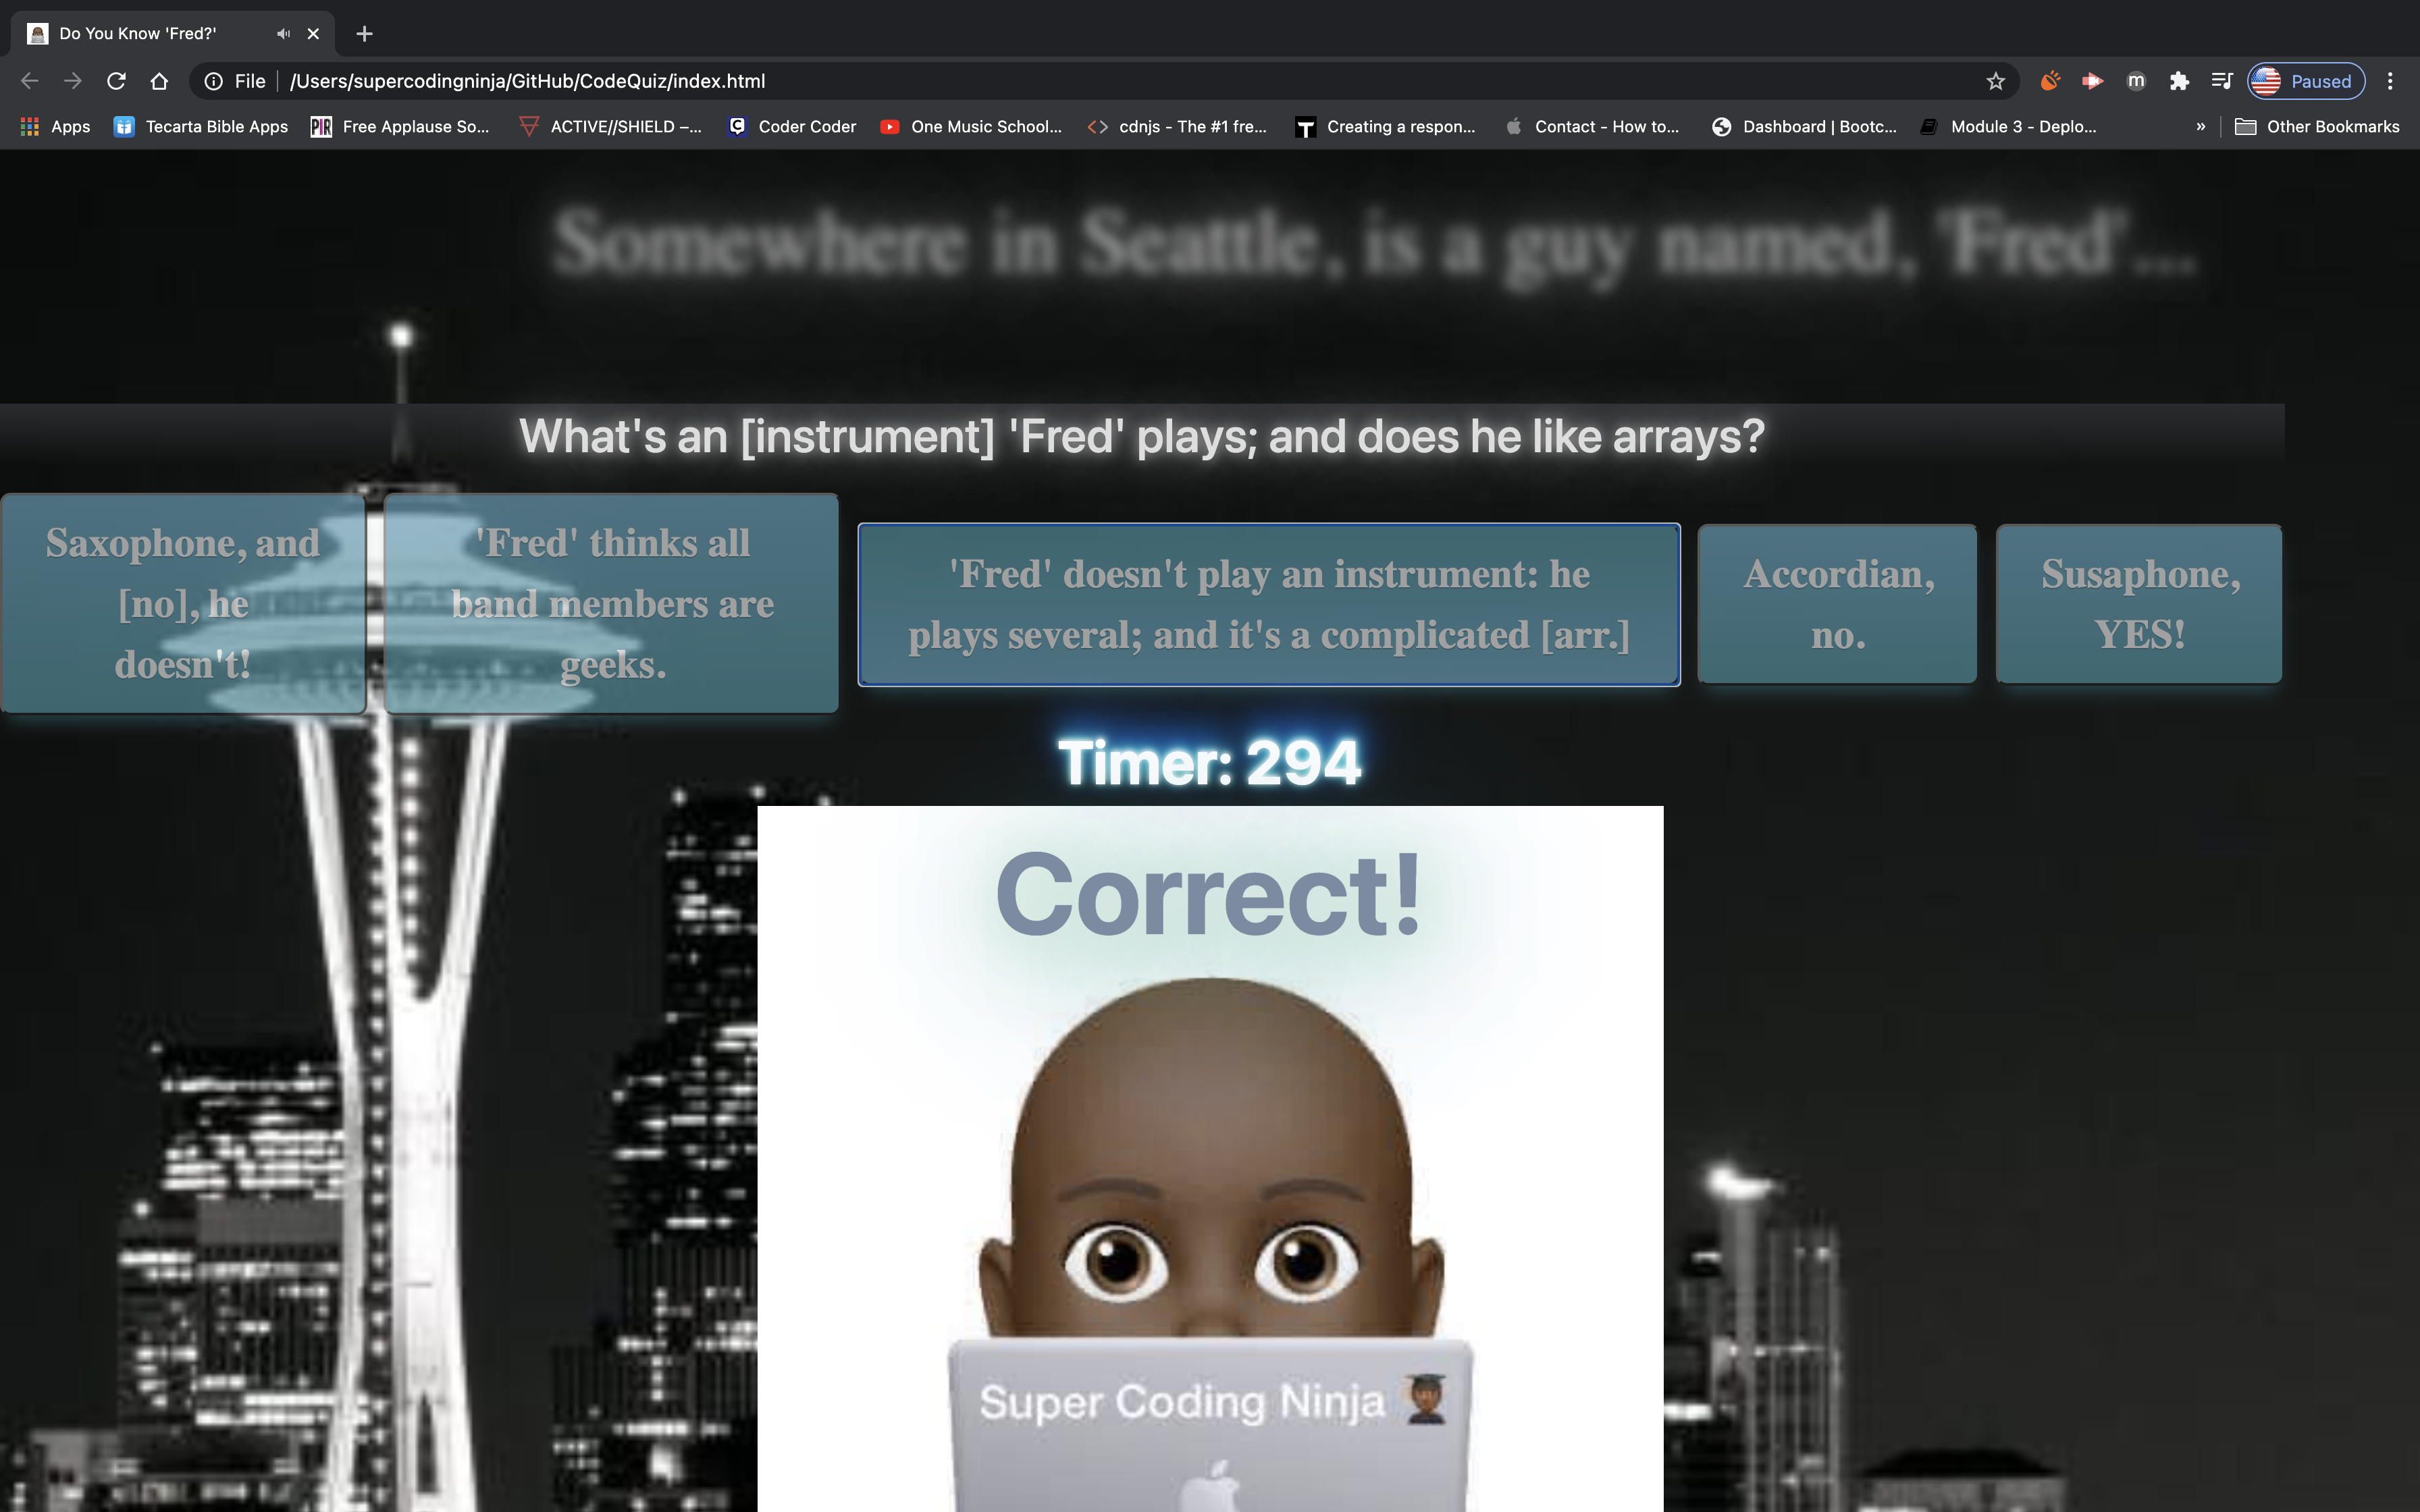 Do You Know 'Fred?'
File
/Users/supercodingninja/GitHub/CodeQuiz/index.html
m
Paused
Apps
Tecarta Bible Apps
PIR
Free Applause So...
ACTIVE//SHIELD –...
Coder Coder
One Music School...
cdnjs - The #1 fre...
T
Creating a respon...
Contact - How to...
Dashboard | Bootc...
Module 3 - Deplo...
»
Other Bookmarks
Somewhere in Seattle, is a guy named, 'Fred'...
What's an [instrument] 'Fred' plays; and does he like arrays?
Saxophone, and
[no], he
doesn't!
'Fred' thinks all
band members are
geeks.
'Fred' doesn't play an instrument: he
plays several; and it's a complicated [arr.]
Accordian,
no.
Susaphone,
YES!
Timer: 294
Correct!
Super Coding Ninja